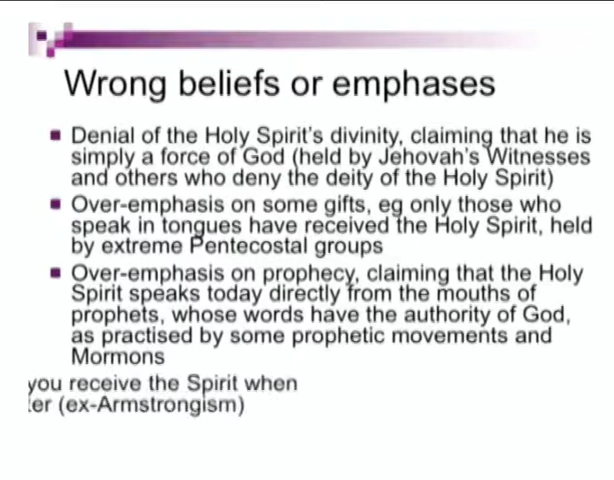 Wrong beliefs or emphases
Denial of the Holy Spirit's divinity, claiming that he is
simply a force of God (held by Jehovah's Witnesses
and others who deny the deity of the Holy Spirit)
Over-emphasis on some gifts, eg only those who
speak in tongues have received the Holy Spirit, held
by extreme Pentecostal groups
Over-emphasis on prophecy, claiming that the Holy
Spirit speaks today directly from the mouths of
prophets, whose words have the authority of God,
as practised by some prophetic movements and
Mormons
you receive the Spirit when
(ex-Armstrongism)